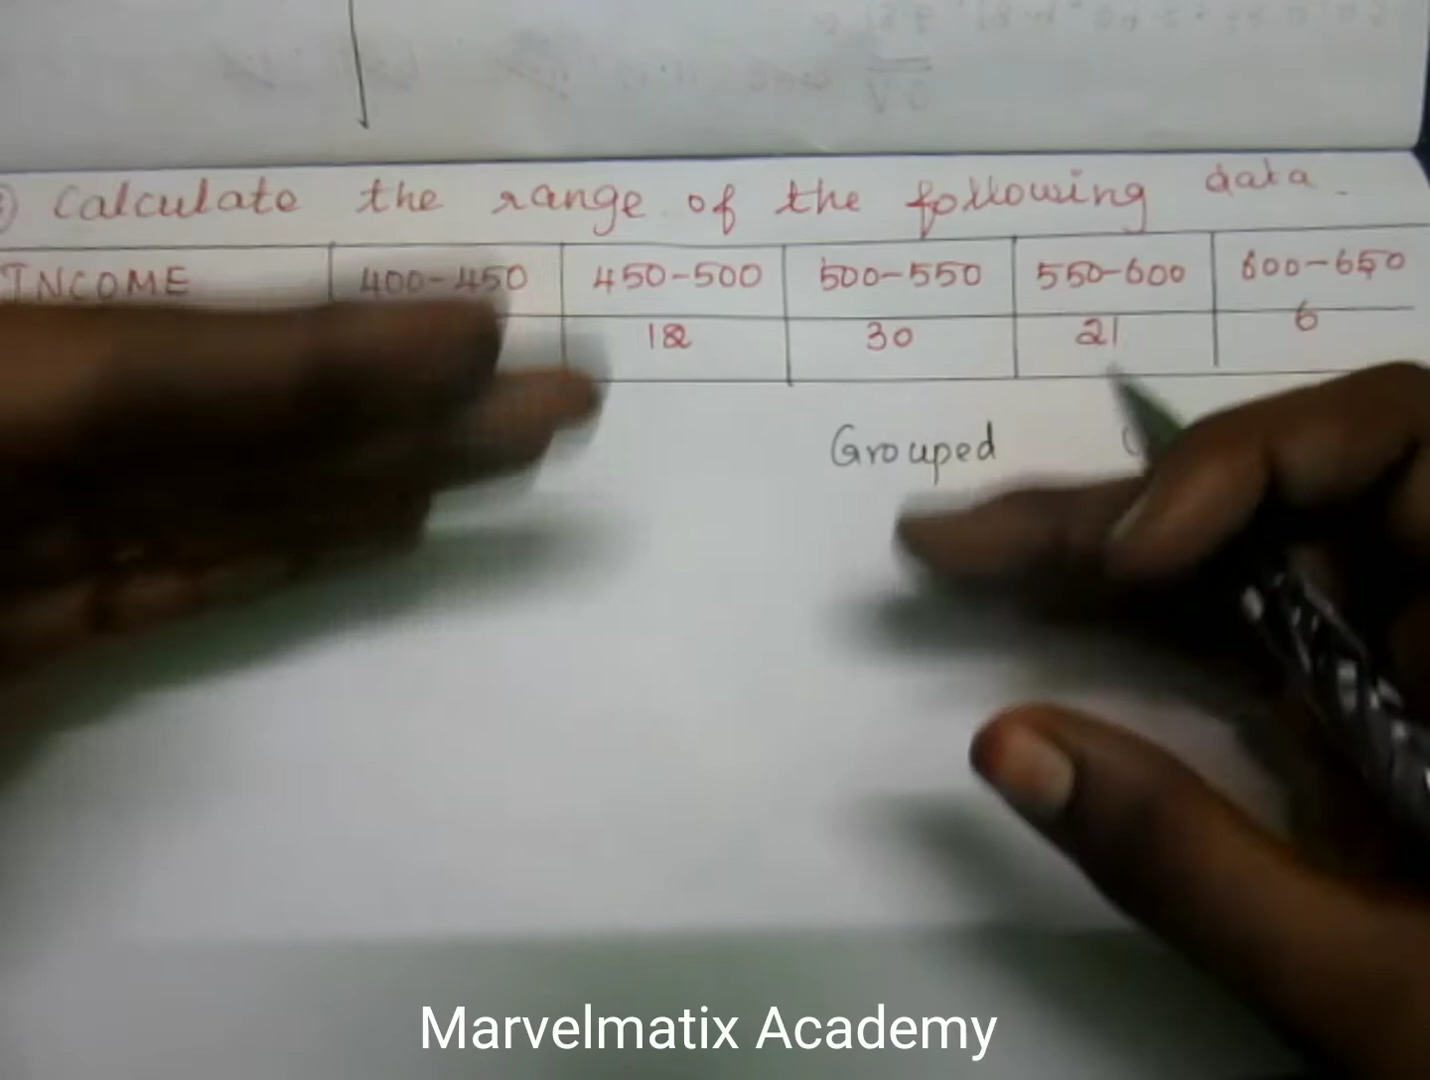 Calculate the range of the following data.
INCOME 400-450 450-500 500-550 550-600 600-650
30 21 6
Grouped
Marvelmatix Academy